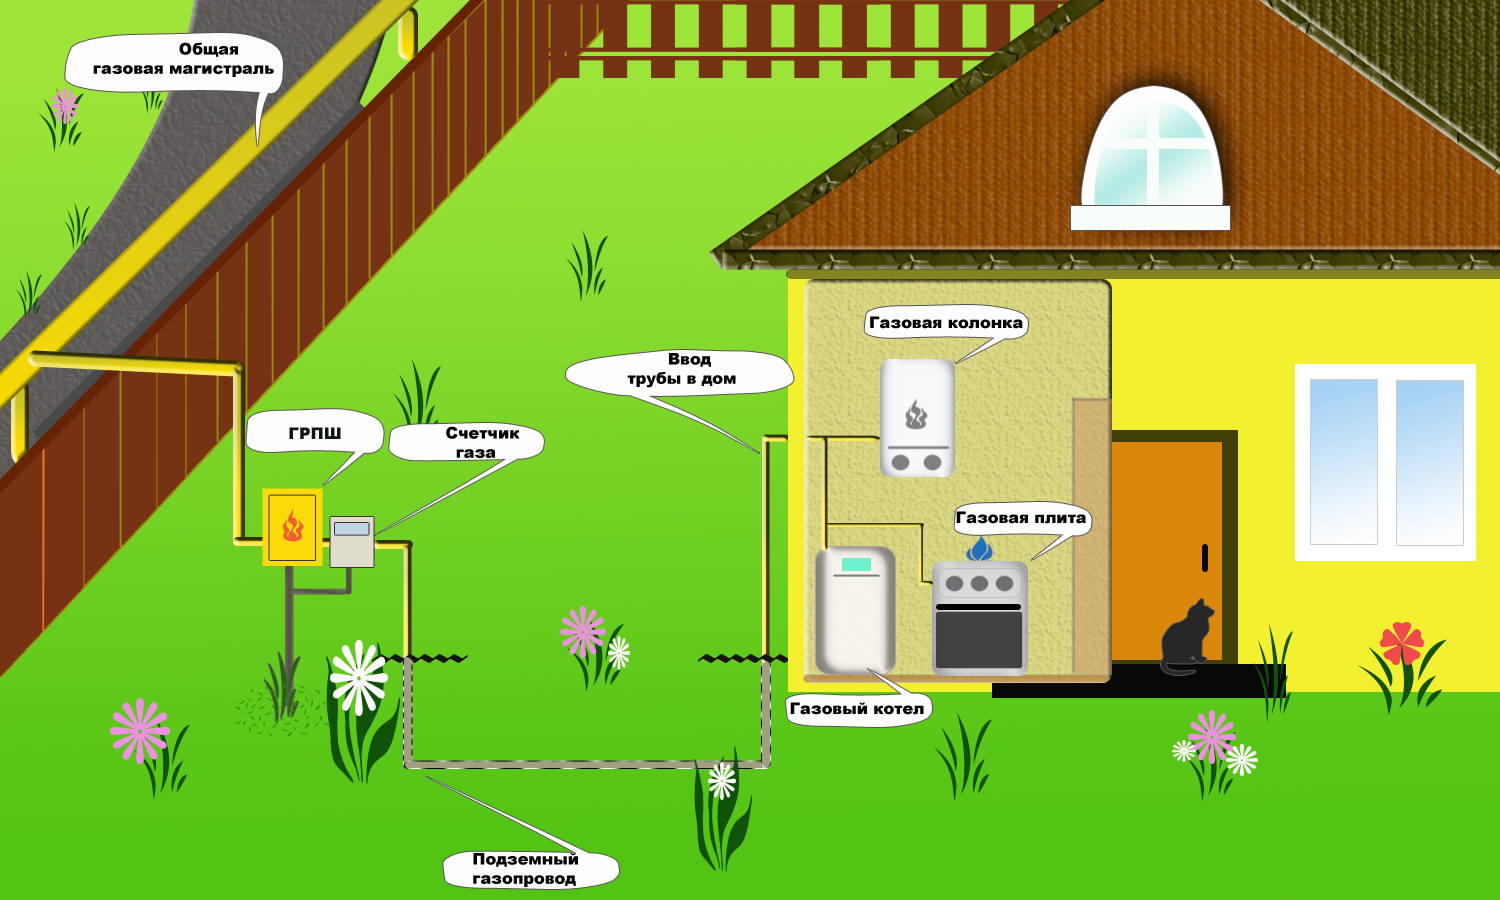 Общая
газовая магистраль
Газовая колонка
Ввод
трубы в дом
ГРПШ
Счетчик
газа
Газовая плита
Газовый котел
Подземный
газопровод